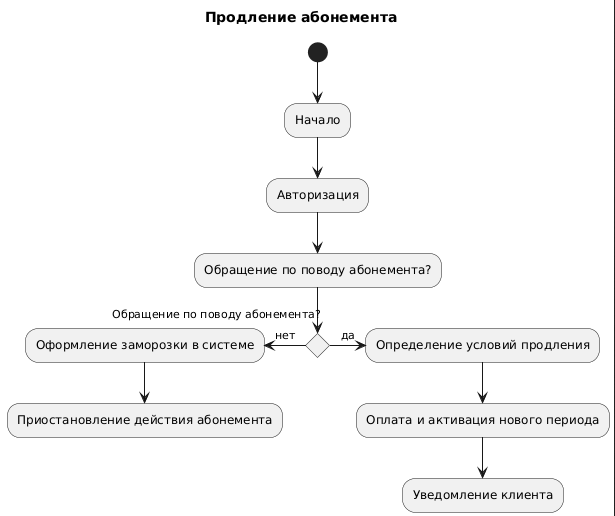 Продление абонемента
Начало
Авторизация
Обращение по поводу абонемента?
Обращение по поводу абонемента?
нет
да
Оформление заморозки в системе
Определение условий продления
Приостановление действия абонемента
Оплата и активация нового периода
Уведомление клиента